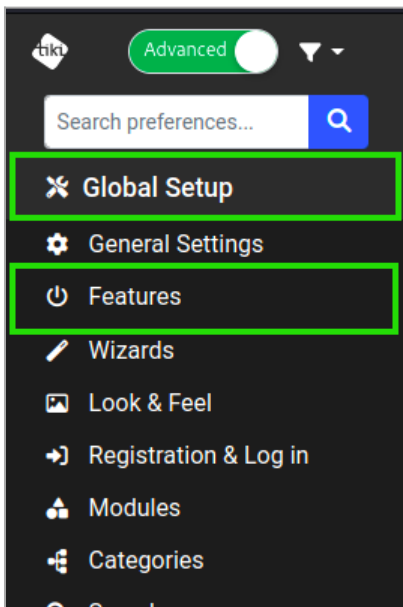 tiki
Advanced
Search preferences...
Global Setup
General Settings
Features
Wizards
Look & Feel
Registration & Log in
Modules
Categories